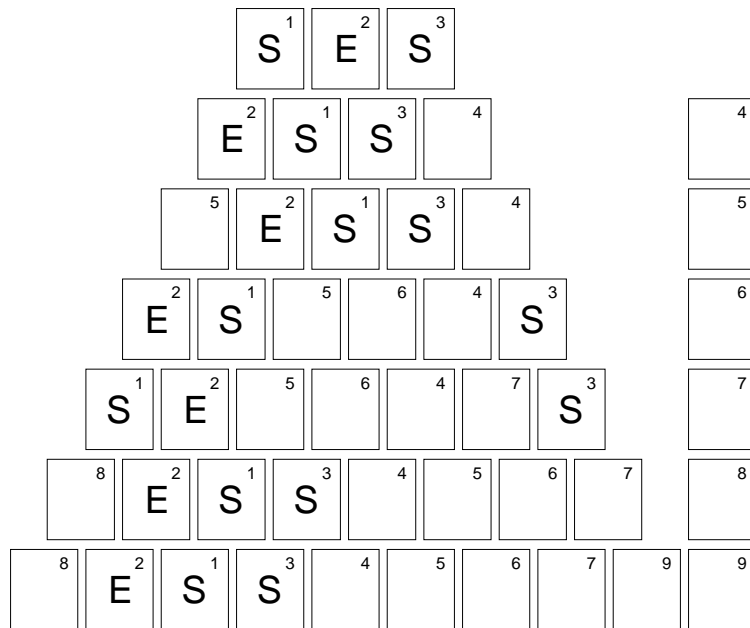 1 S 2 E 3 S
2 E 1 S 3 S 4 4
5 2 E 1 S 3 S 4 5
2 E 1 S 5 6 4 3 S 6
1 S 2 E 5 6 4 7 3 S 7
8 2 E 1 S 3 S 4 5 6 7 8
8 2 E 1 S 3 S 4 5 6 7 9 9